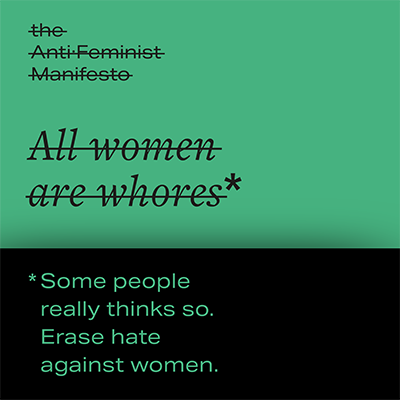 the
Anti-Feminist
Manifesto
All women
are whores*
* Some people
really thinks so.
Erase hate
against women.